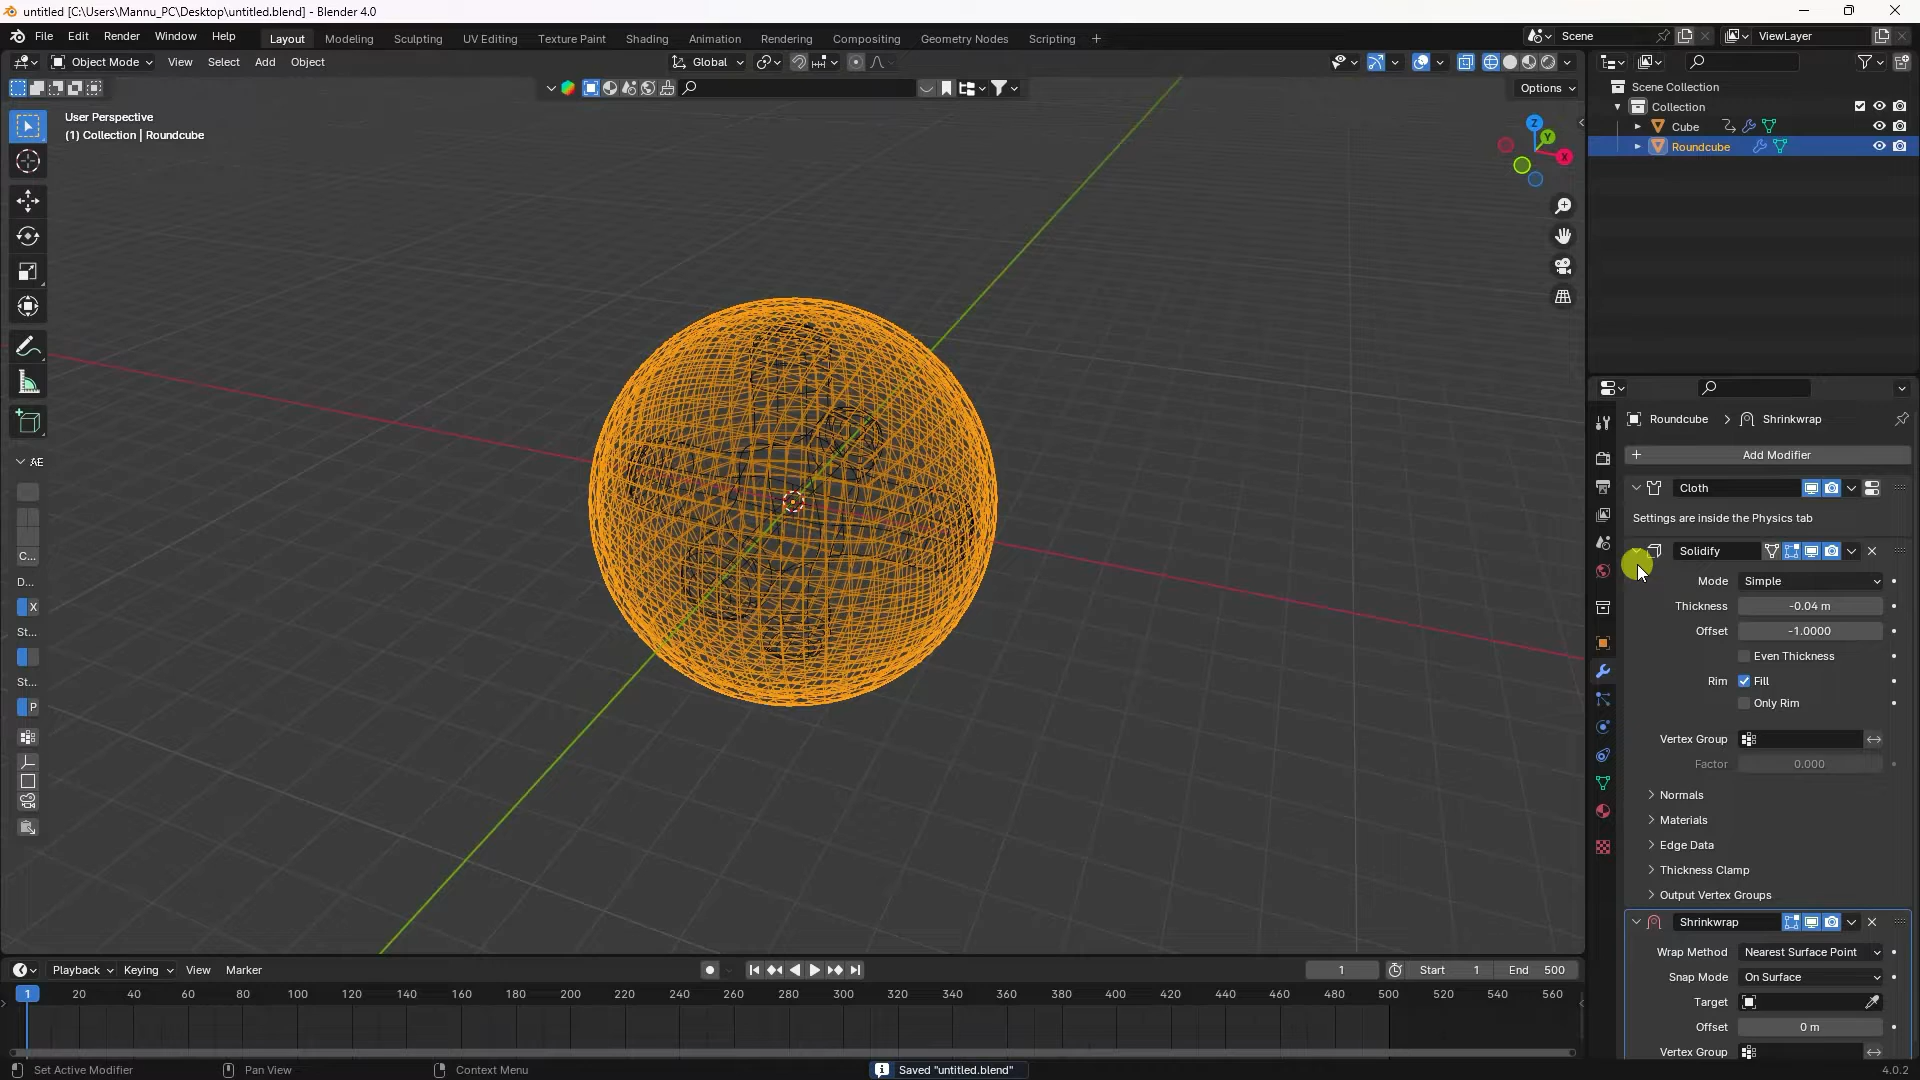 untitled [C:\Users\Mannu_PC\Desktop\untitled.blend] - Blender 4.0
File Edit Render Window Help Layout Modeling Sculpting UV Editing Texture Paint Shading Animation Rendering Compositing Geometry Nodes Scripting + Scene ViewLayer
Object Mode View Select Add Object Global
Options
User Perspective
(1) Collection | Roundcube
Z
Y
X
Scene Collection
Collection
Cube
Roundcube
AE
C...
D...
X
St...
St...
P
Roundcube > Shrinkwrap
+ Add Modifier
Cloth
Settings are inside the Physics tab
Solidify
Mode Simple
Thickness -0.04 m
Offset -1.0000
Even Thickness
Rim Fill
Only Rim
Vertex Group
Factor 0.000
Normals
Materials
Edge Data
Thickness Clamp
Output Vertex Groups
Shrinkwrap
Wrap Method Nearest Surface Point
Snap Mode On Surface
Target
Offset 0 m
Vertex Group
Playback Keying View Marker 1 Start 1 End 500
1 20 40 60 80 100 120 140 160 180 200 220 240 260 280 300 320 340 360 380 400 420 440 460 480 500 520 540 560
Set Active Modifier Pan View Context Menu Saved "untitled.blend" 4.0.2